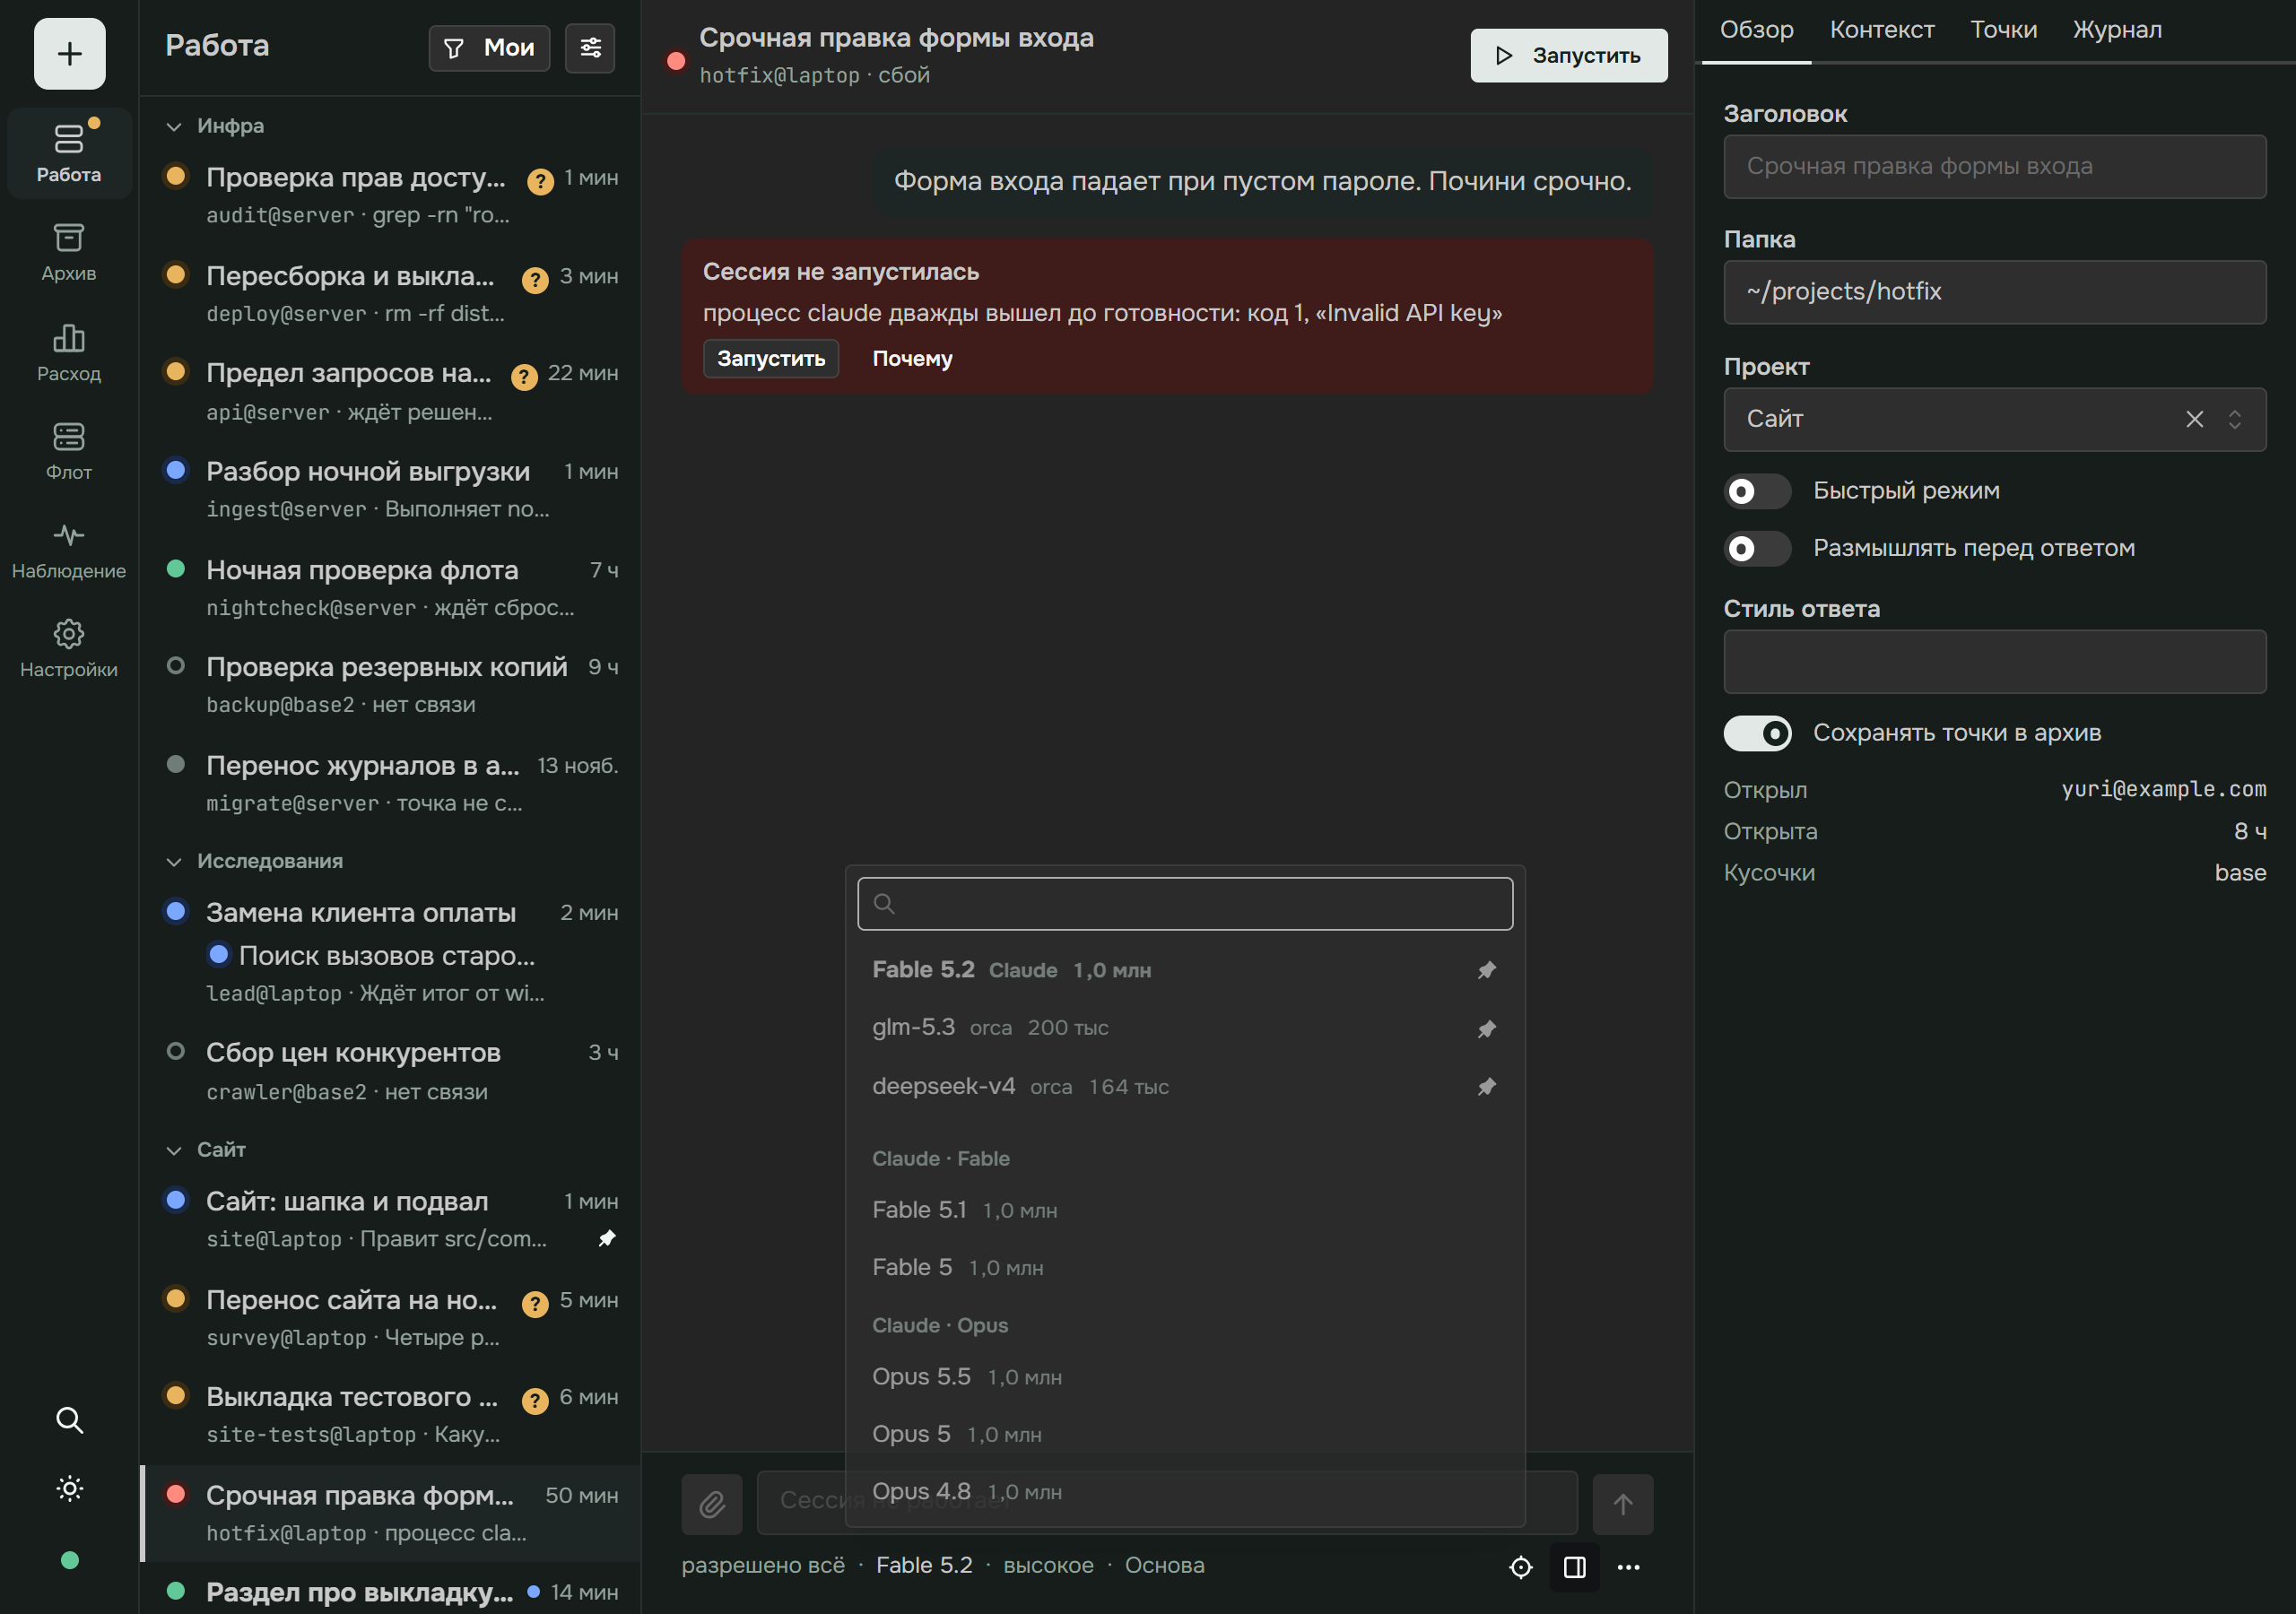 Работа
Архив
Расход
Флот
Наблюдение
Настройки
Работа
Мои
Инфра
Проверка прав досту... ? 1 мин
audit@server · grep -rn "ro...
Пересборка и выкла... ? 3 мин
deploy@server · rm -rf dist...
Предел запросов на... ? 22 мин
api@server · ждёт решен...
Разбор ночной выгрузки 1 мин
ingest@server · Выполняет по...
Ночная проверка флота 7 ч
nightcheck@server · ждёт сброс...
Проверка резервных копий 9 ч
backup@base2 · нет связи
Перенос журналов в а... 13 нояб.
migrate@server · точка не с...
Исследования
Замена клиента оплаты 2 мин
Поиск вызовов старо...
lead@laptop · Ждёт итог от wi...
Сбор цен конкурентов 3 ч
crawler@base2 · нет связи
Сайт
Сайт: шапка и подвал 1 мин
site@laptop · Правит src/com...
Перенос сайта на но... ? 5 мин
survey@laptop · Четыре р...
Выкладка тестового ... ? 6 мин
site-tests@laptop · Каку...
Срочная правка форм... 50 мин
hotfix@laptop · процесс cla...
Раздел про выкладку... 14 мин
Срочная правка формы входа
hotfix@laptop · сбой
Запустить
Форма входа падает при пустом пароле. Почини срочно.
Сессия не запустилась
процесс claude дважды вышел до готовности: код 1, «Invalid API key»
Запустить Почему
Fable 5.2 Claude 1,0 млн
glm-5.3 orca 200 тыс
deepseek-v4 orca 164 тыс
Claude · Fable
Fable 5.1 1,0 млн
Fable 5 1,0 млн
Claude · Opus
Opus 5.5 1,0 млн
Opus 5 1,0 млн
Opus 4.8 1,0 млн
Сессия не работает
разрешено всё · Fable 5.2 · высокое · Основа
Обзор Контекст Точки Журнал
Заголовок
Срочная правка формы входа
Папка
~/projects/hotfix
Проект
Сайт
Быстрый режим
Размышлять перед ответом
Стиль ответа
Сохранять точки в архив
Открыл yuri@example.com
Открыта 8 ч
Кусочки base